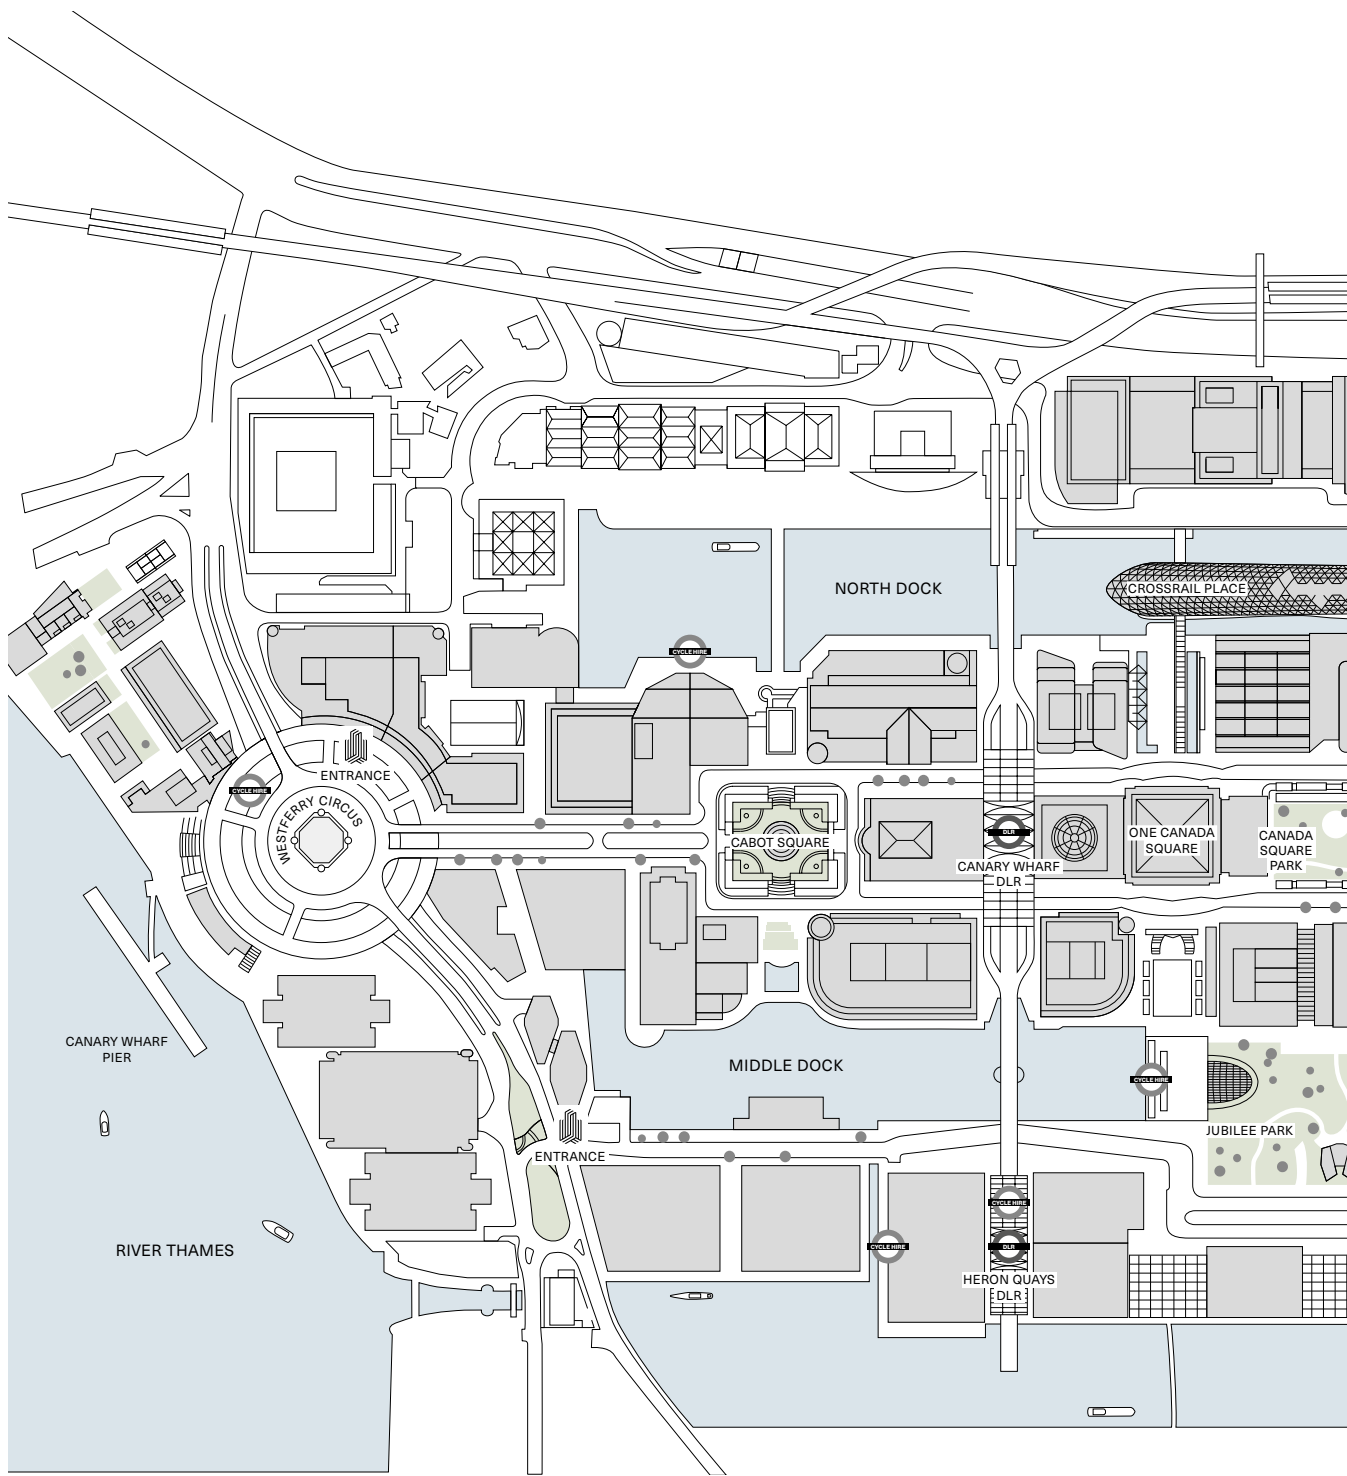 NORTH DOCK
CROSSRAIL PLACE
CYCLE HIRE
ENTRANCE
CYCLE HIRE
WESTFERRY CIRCUS
CABOT SQUARE
DLR
CANARY WHARF
DLR
ONE CANADA
SQUARE
CANADA
SQUARE
PARK
CANARY WHARF
PIER
MIDDLE DOCK
CYCLE HIRE
JUBILEE PARK
ENTRANCE
CYCLE HIRE
RIVER THAMES
CYCLE HIRE
DLR
HERON QUAYS
DLR